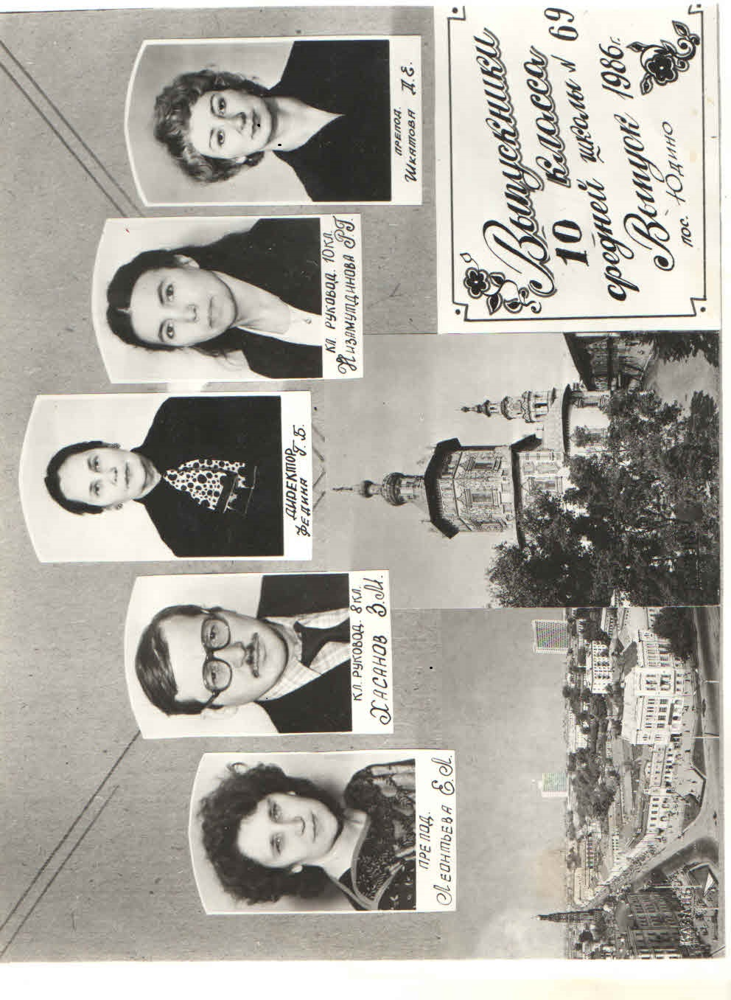 ПРЕПОД.
ЛЕОНТЬЕВА Е.Л.
КЛ. РУКОВОД. 8 КЛ.
ХАСАНОВ З.М.
ДИРЕКТОР
ФЕДИНА Г.Б.
КЛ. РУКОВОД. 10 КЛ.
НИЗАМУТДИНОВА Р.Г.
ПРЕПОД.
ШКАТОВА Д.Е.
Выпускники
10 класса
средней школы N 69
Выпуск 1986г.
пос. Юдино
КАЗАНЬ